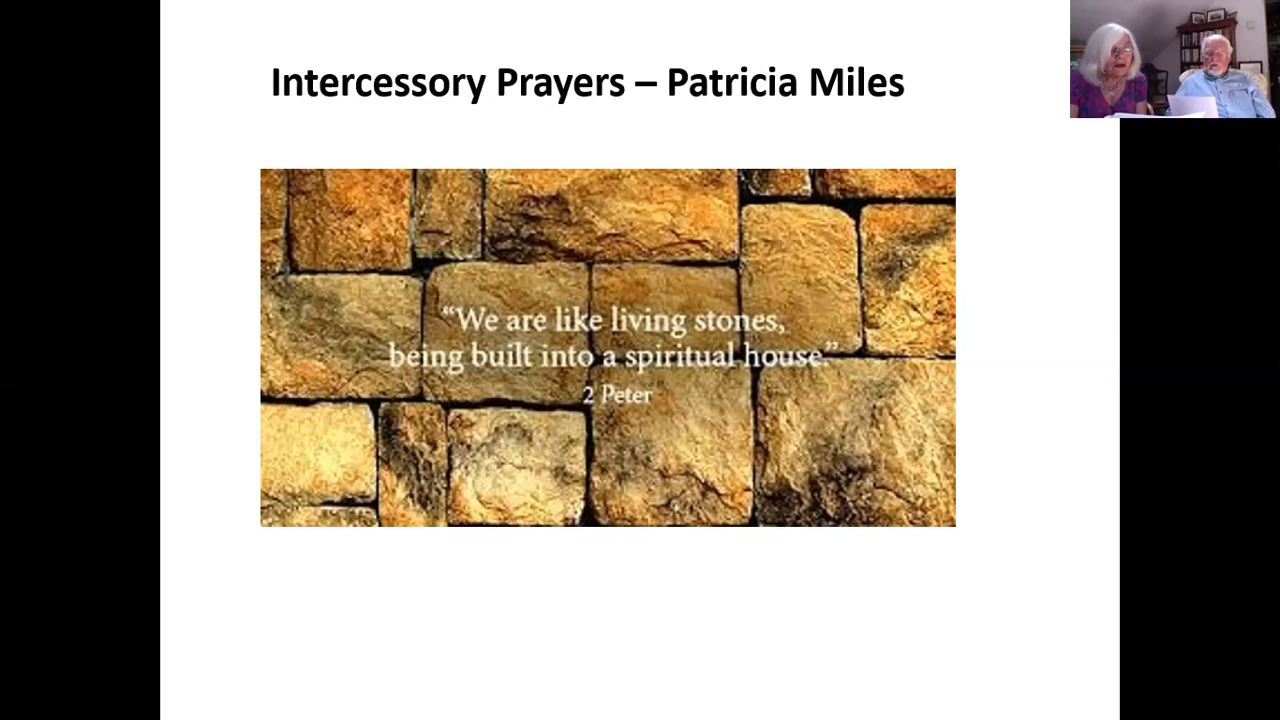 Intercessory Prayers – Patricia Miles
“We are like living stones,
being built into a spiritual house.”
2 Peter